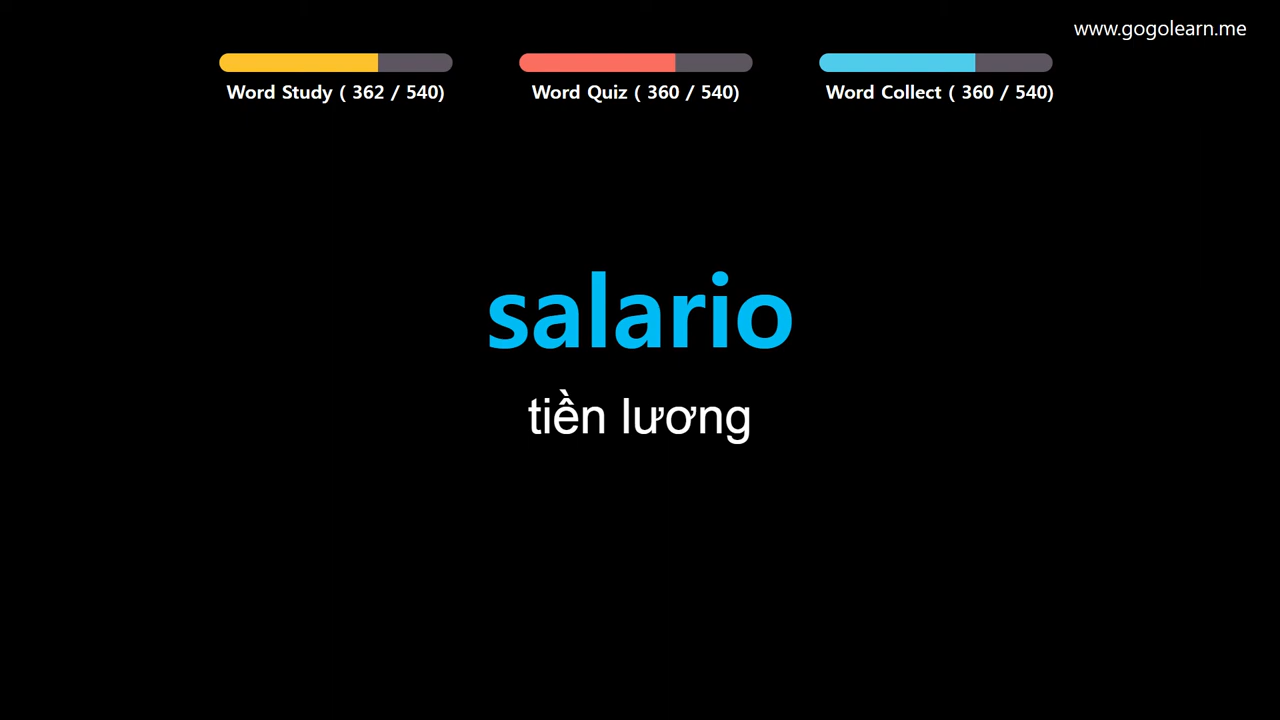 www.gogolearn.me
Word Study ( 362 / 540)
Word Quiz ( 360 / 540)
Word Collect ( 360 / 540)
salario
tiền lương